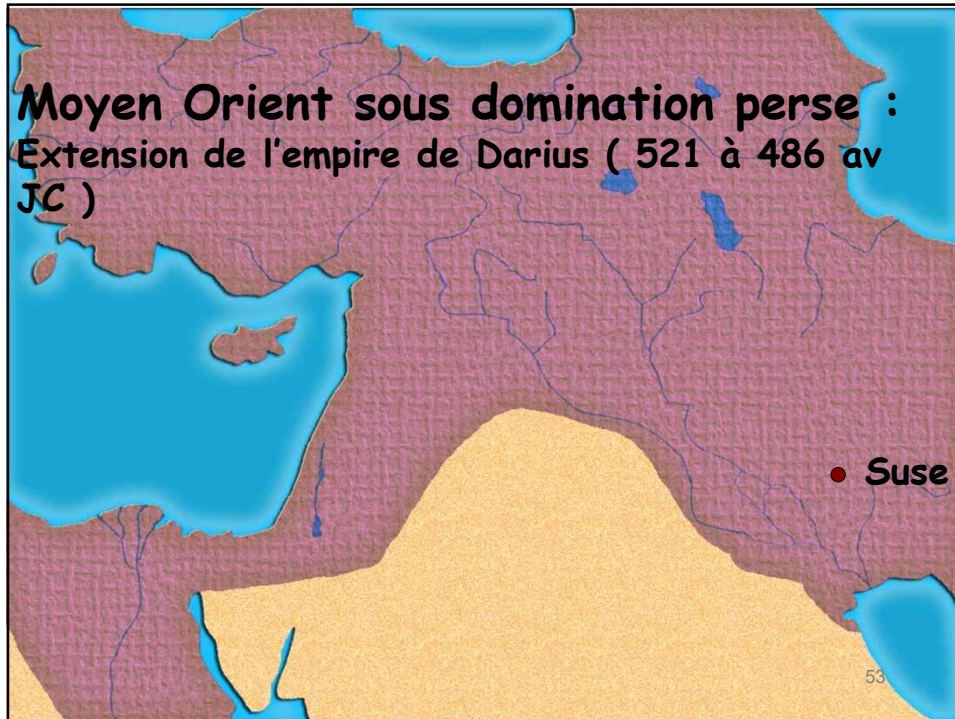 Moyen Orient sous domination perse :
Extension de l'empire de Darius ( 521 à 486 av
JC )
Suse
53